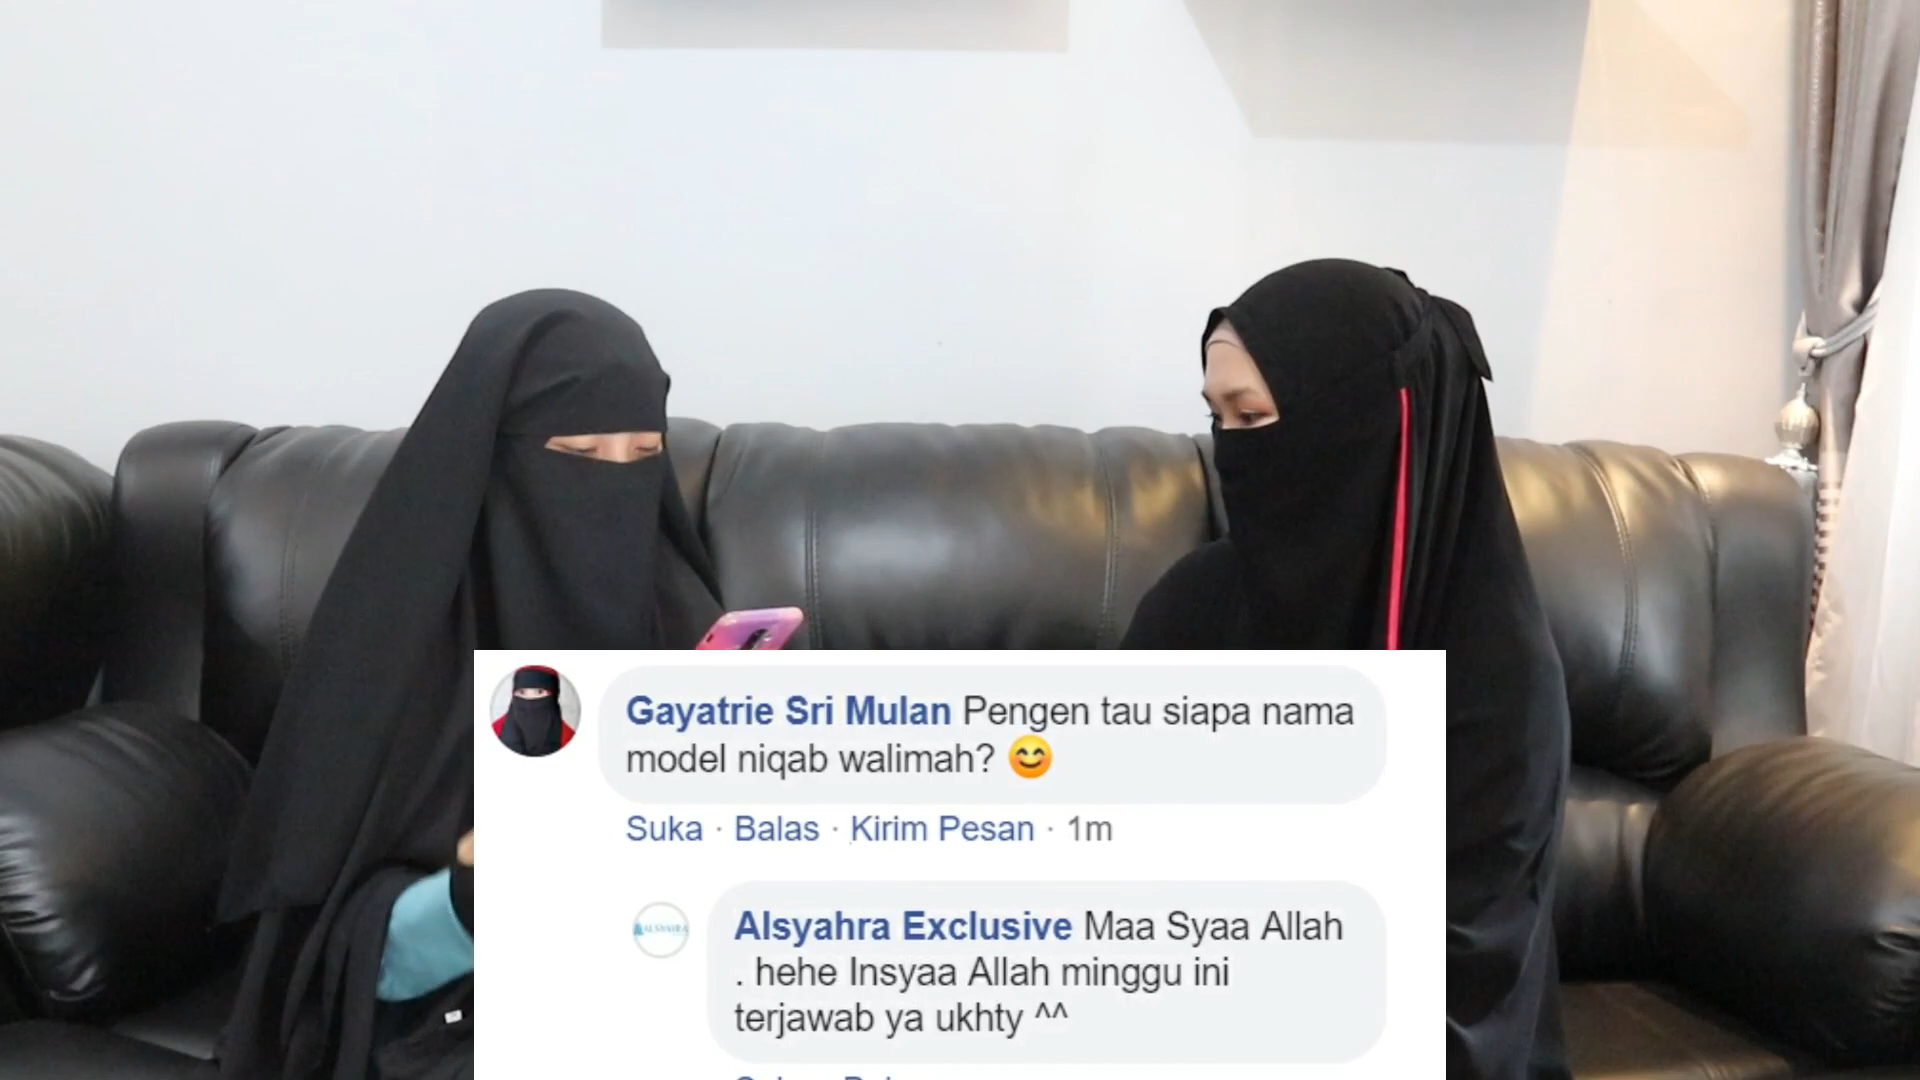 Gayatrie Sri Mulan Pengen tau siapa nama
model niqab walimah? 😊
Suka · Balas · Kirim Pesan · 1m
Alsyahra Exclusive Maa Syaa Allah
. hehe Insyaa Allah minggu ini
terjawab ya ukhty ^^